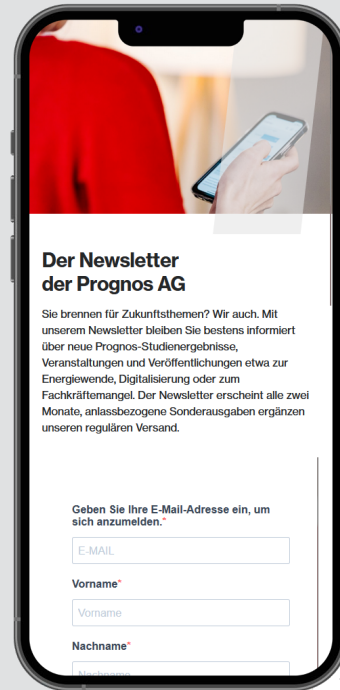 Der Newsletter
der Prognos AG
Sie brennen für Zukunftsthemen? Wir auch. Mit
unserem Newsletter bleiben Sie bestens informiert
über neue Prognos-Studienergebnisse,
Veranstaltungen und Veröffentlichungen etwa zur
Energiewende, Digitalisierung oder zum
Fachkräftemangel. Der Newsletter erscheint alle zwei
Monate, anlassbezogene Sonderausgaben ergänzen
unseren regulären Versand.
Geben Sie Ihre E-Mail-Adresse ein, um
sich anzumelden.*
E-MAIL
Vorname*
Vorname
Nachname*
Nachname